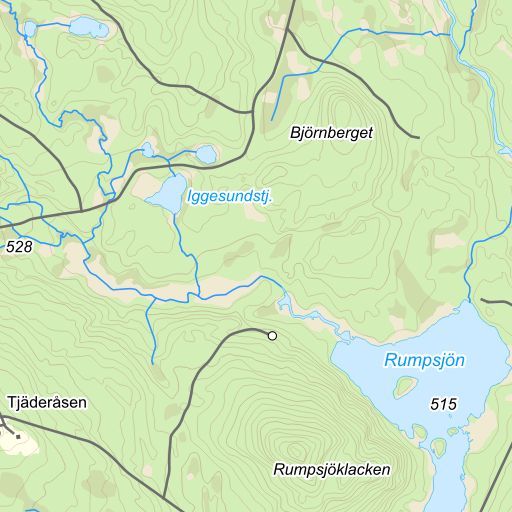 Björnberget
Iggesundstj.
528
Rumpsjön
515
Tjäderåsen
Rumpsjöklacken